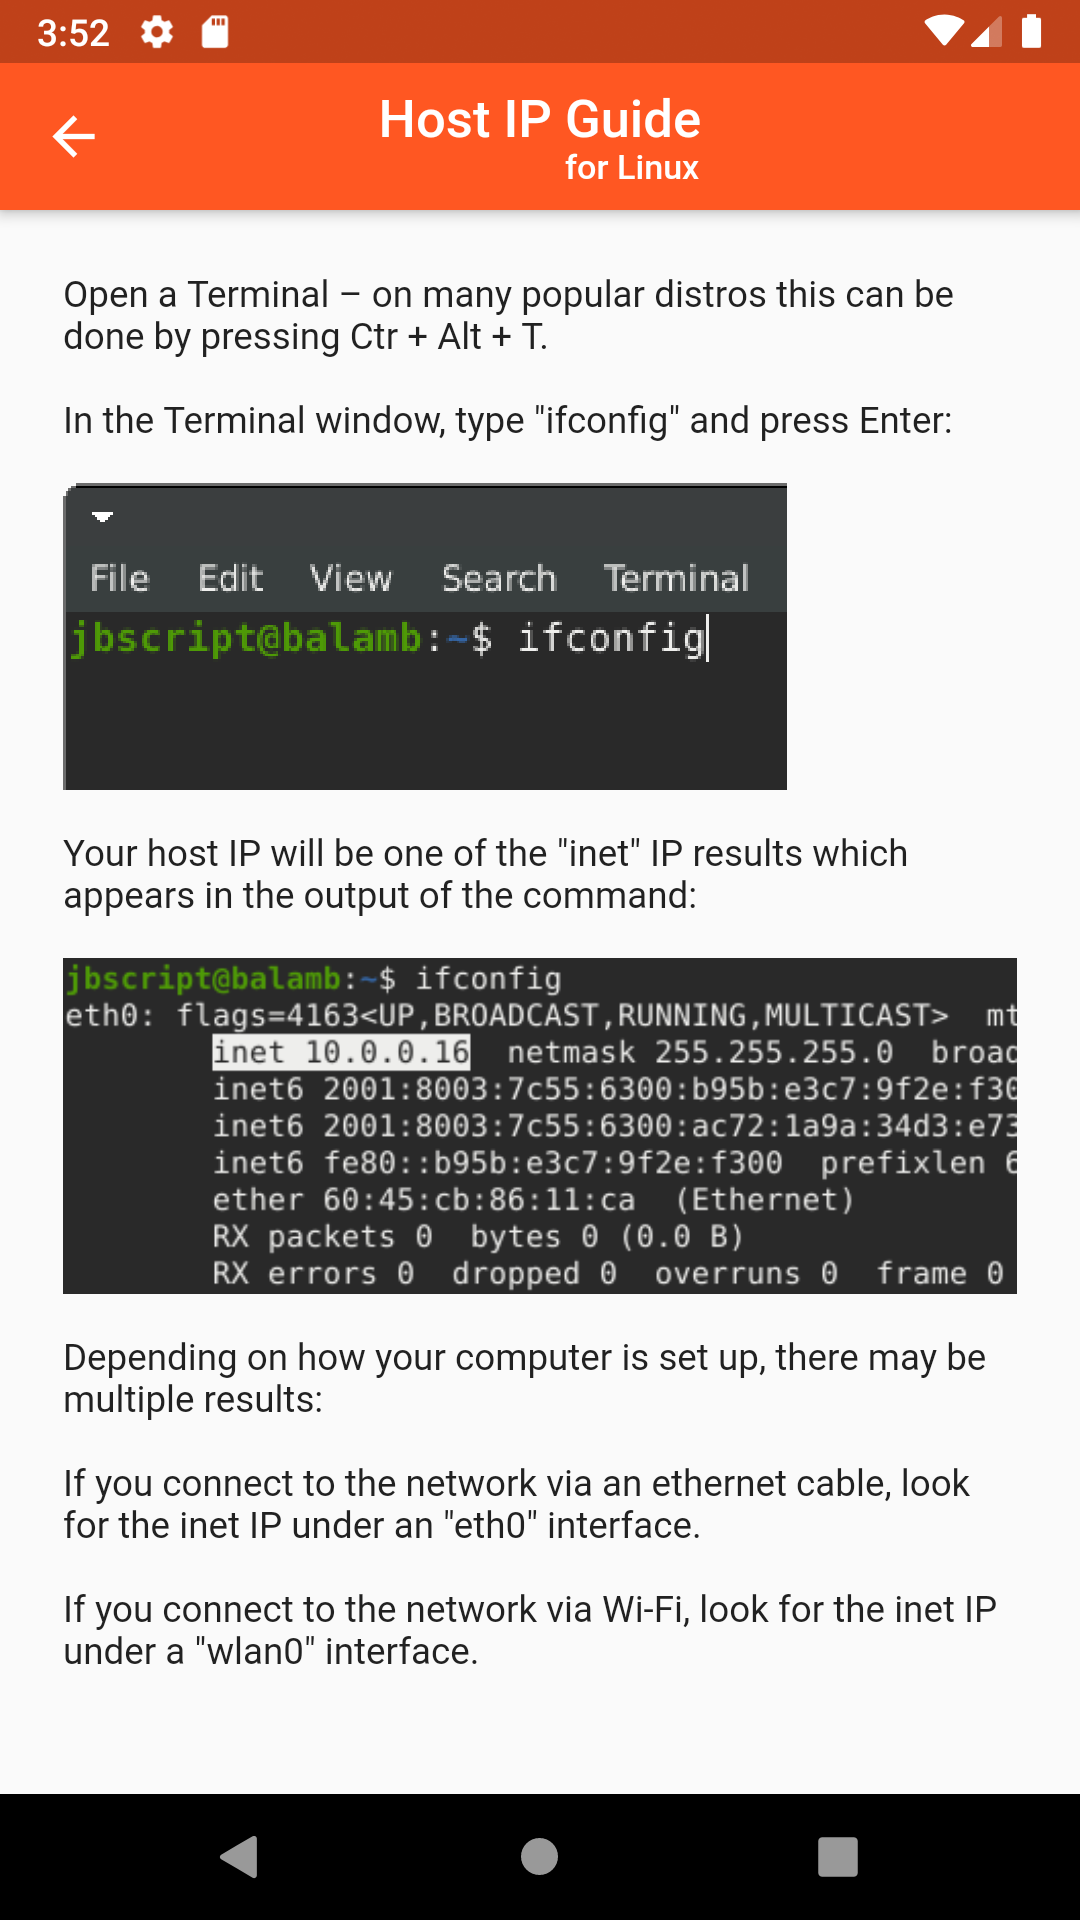 3:52
Host IP Guide
for Linux
Open a Terminal – on many popular distros this can be
done by pressing Ctr + Alt + T.
In the Terminal window, type "ifconfig" and press Enter:
File Edit View Search Terminal
jbscript@balamb:~$ ifconfig
Your host IP will be one of the "inet" IP results which
appears in the output of the command:
jbscript@balamb:~$ ifconfig
eth0: flags=4163<UP,BROADCAST,RUNNING,MULTICAST> mt
inet 10.0.0.16 netmask 255.255.255.0 broad
inet6 2001:8003:7c55:6300:b95b:e3c7:9f2e:f30
inet6 2001:8003:7c55:6300:ac72:1a9a:34d3:e73
inet6 fe80::b95b:e3c7:9f2e:f300 prefixlen 6
ether 60:45:cb:86:11:ca (Ethernet)
RX packets 0 bytes 0 (0.0 B)
RX errors 0 dropped 0 overruns 0 frame 0
Depending on how your computer is set up, there may be
multiple results:
If you connect to the network via an ethernet cable, look
for the inet IP under an "eth0" interface.
If you connect to the network via Wi-Fi, look for the inet IP
under a "wlan0" interface.